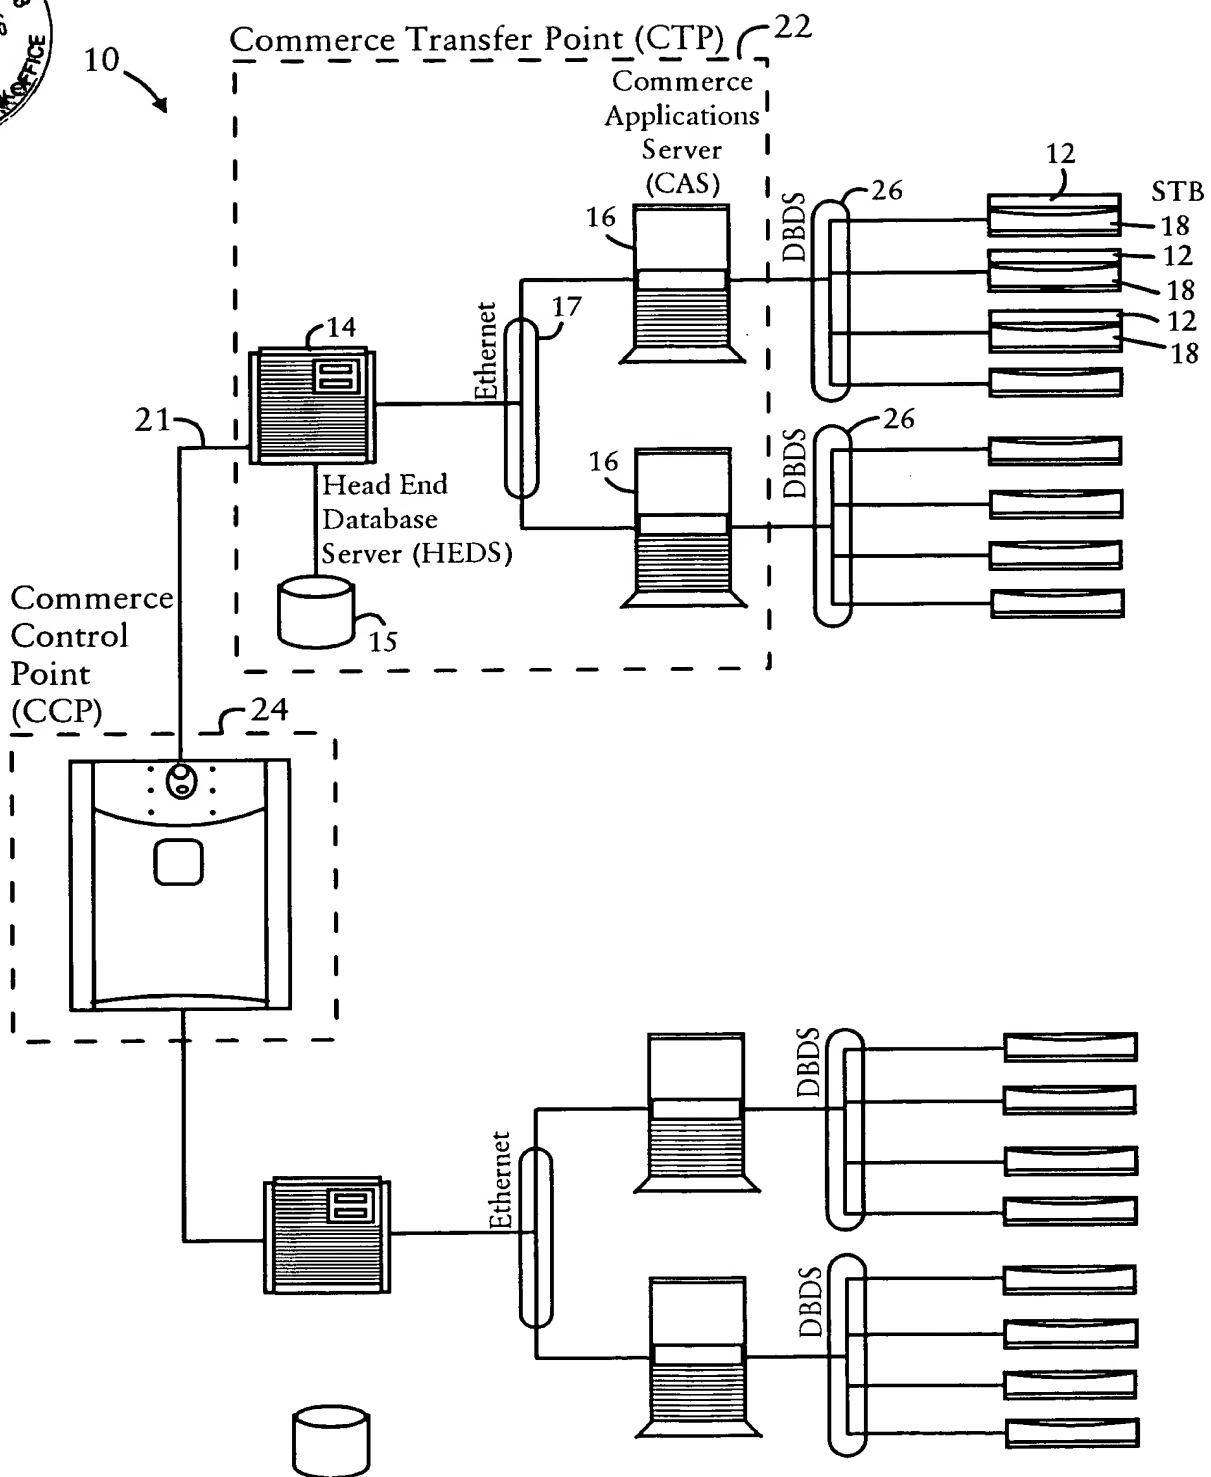 OFFICE
10
Commerce Transfer Point (CTP)
22
Commerce
Applications
Server
(CAS)
12
STB
DBDS
26
16
18
12
18
12
18
Ethernet
17
14
21
DBDS
26
16
Head End
Database
Server (HEDS)
15
Commerce
Control
Point
(CCP)
24
DBDS
Ethernet
DBDS